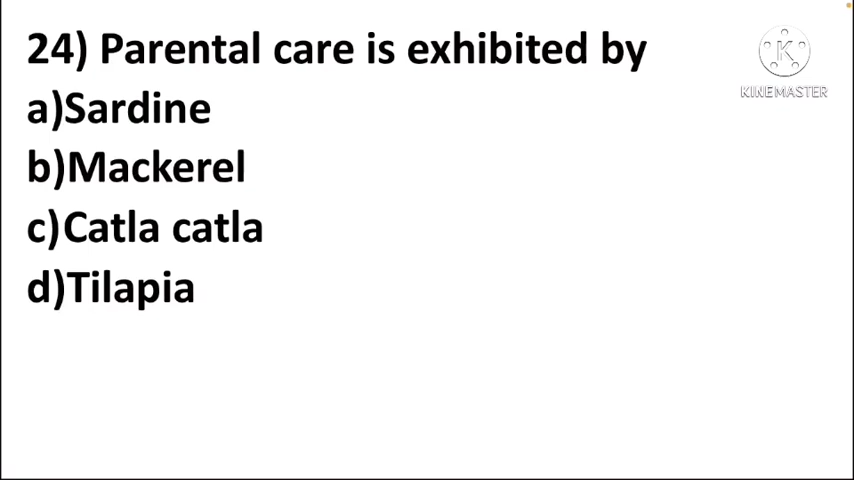 24) Parental care is exhibited by
a)Sardine
b)Mackerel
c)Catla catla
d)Tilapia
K
KINEMASTER